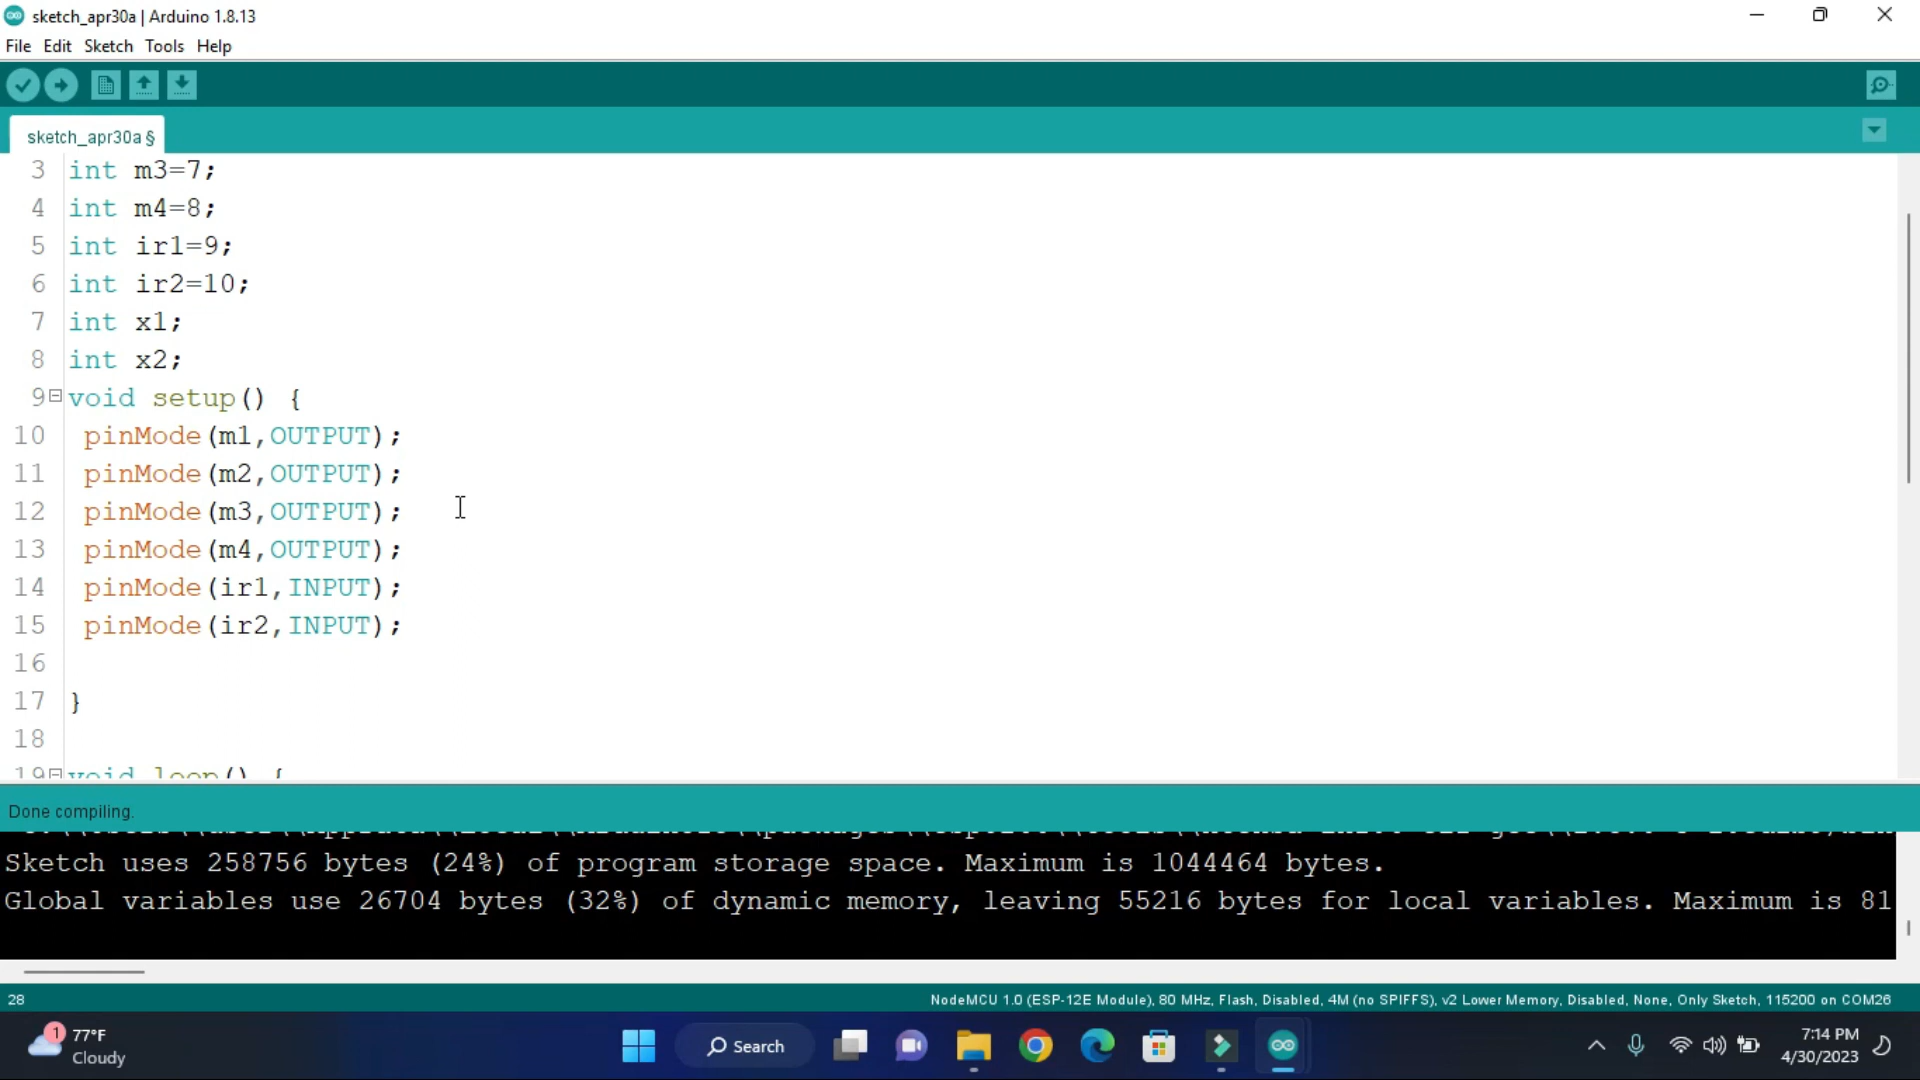 sketch_apr30a | Arduino 1.8.13
File Edit Sketch Tools Help
sketch_apr30a §
3 int m3=7;
4 int m4=8;
5 int ir1=9;
6 int ir2=10;
7 int x1;
8 int x2;
9 void setup() {
10 pinMode(m1,OUTPUT);
11 pinMode(m2,OUTPUT);
12 pinMode(m3,OUTPUT);
13 pinMode(m4,OUTPUT);
14 pinMode(ir1,INPUT);
15 pinMode(ir2,INPUT);
16
17 }
18
19 void loop() {
Done compiling.
Sketch uses 258756 bytes (24%) of program storage space. Maximum is 1044464 bytes.
Global variables use 26704 bytes (32%) of dynamic memory, leaving 55216 bytes for local variables. Maximum is 81
28 NodeMCU 1.0 (ESP-12E Module), 80 MHz, Flash, Disabled, 4M (no SPIFFS), v2 Lower Memory, Disabled, None, Only Sketch, 115200 on COM26
1 77°F
Cloudy
Search
7:14 PM
4/30/2023